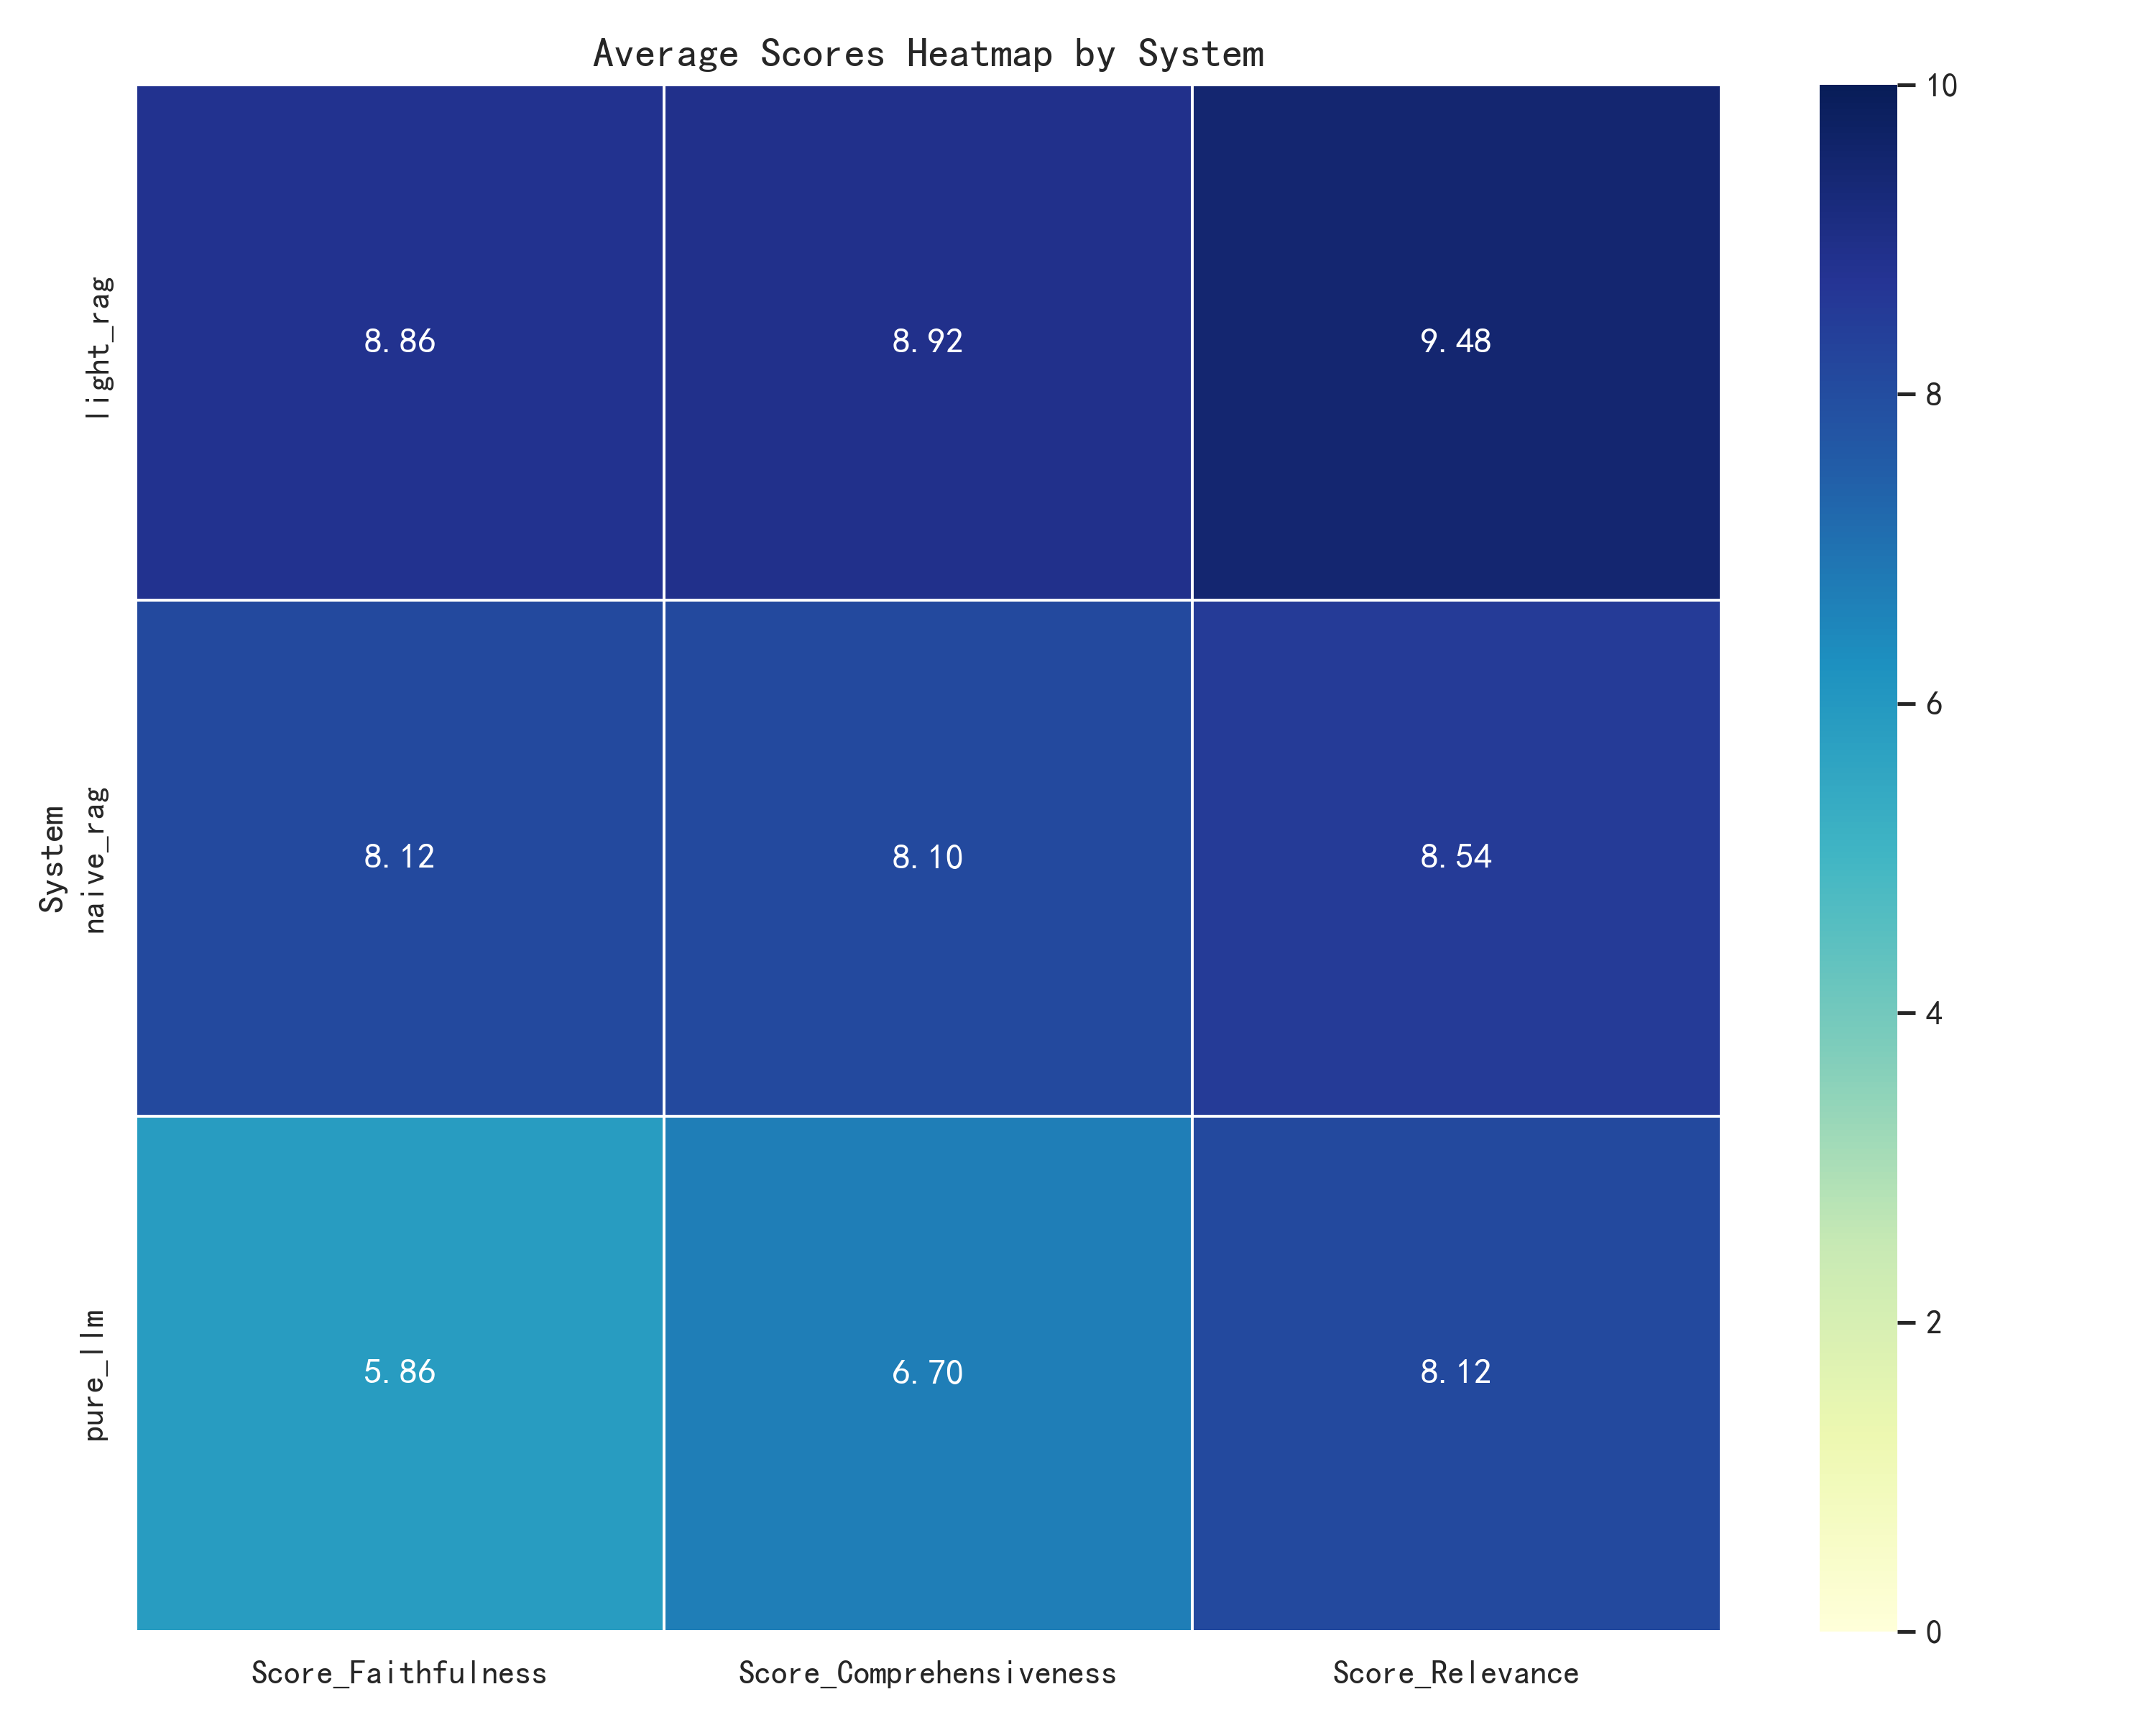 Average Scores Heatmap by System
10
8
6
4
2
0
System
light_rag
8.86 8.92 9.48
naive_rag
8.12 8.10 8.54
pure_llm
5.86 6.70 8.12
Score_Faithfulness Score_Comprehensiveness Score_Relevance